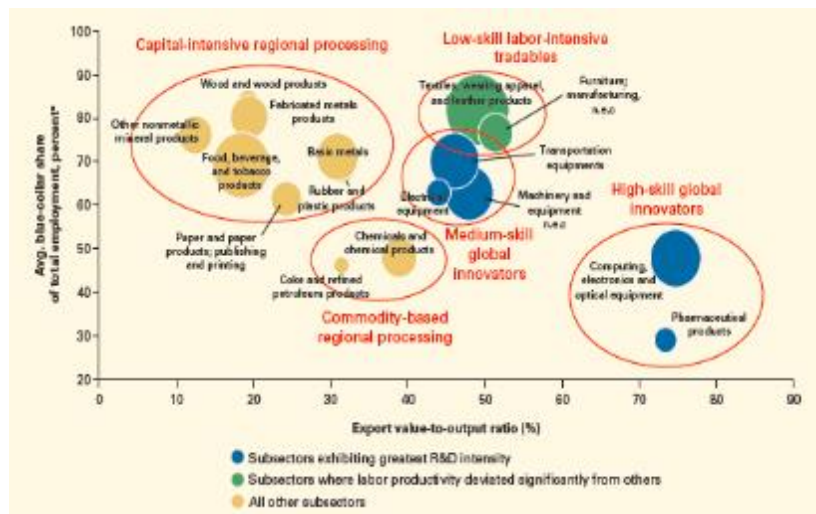 100
90
80
70
60
50
40
30
20
Avg. blue-collar share
of total employment, percent*
Capital-intensive regional processing
Low-skill labor-intensive
tradables
Wood and wood products
Fabricated metals
products
Other nonmetallic
mineral products
Food, beverage,
and tobacco
products
Basic metals
Rubber and
plastic products
Paper and paper
products; publishing
and printing
Textiles, wearing apparel,
and leather products
Furniture;
manufacturing,
n.e.c
Transportation
equipments
Electrical
equipment
Machinery and
equipment
n.e.c
Medium-skill
global
innovators
High-skill global
innovators
Computing,
electronics and
optical equipment
Pharmaceutical
products
Chemicals and
chemical products
Coke and refined
petroleum products
Commodity-based
regional processing
0 10 20 30 40 50 60 70 80 90
Export value-to-output ratio (%)
Subsectors exhibiting greatest R&D intensity
Subsectors where labor productivity deviated significantly from others
All other subsectors